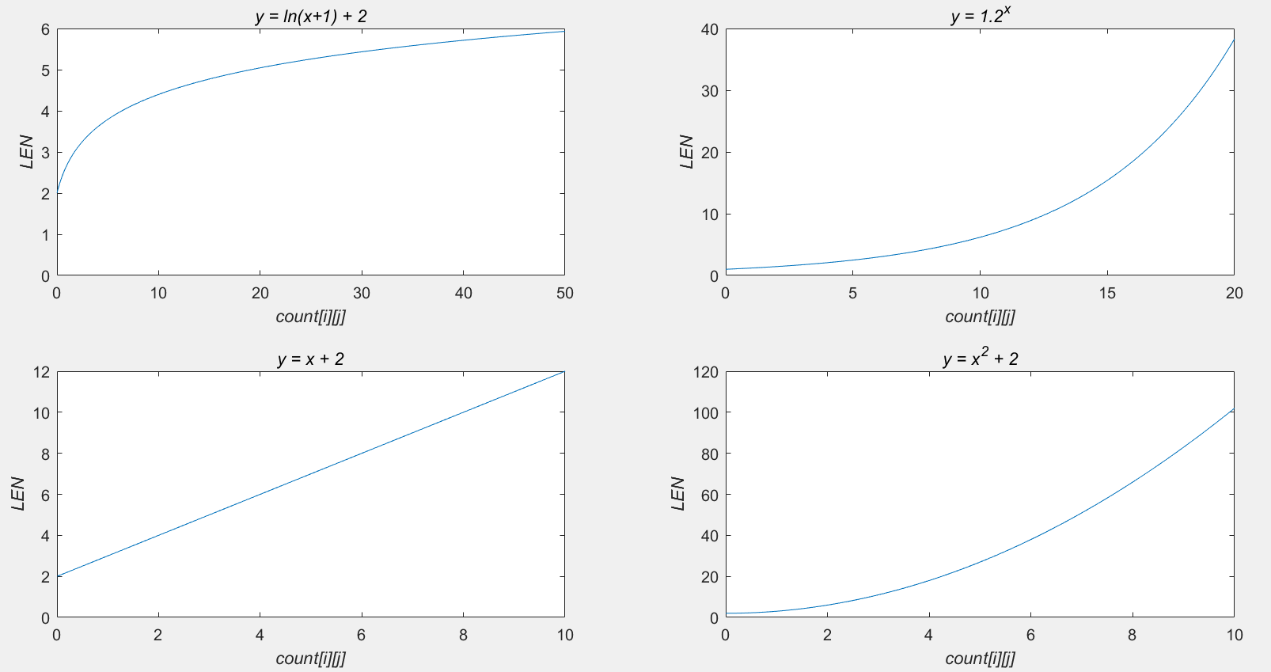 y = ln(x+1) + 2
6
5
4
3
2
1
0
LEN
0 10 20 30 40 50
count[i][j]
y = 1.2^x
40
30
20
10
0
LEN
0 5 10 15 20
count[i][j]
y = x + 2
12
10
8
6
4
2
0
LEN
0 2 4 6 8 10
count[i][j]
y = x^2 + 2
120
100
80
60
40
20
0
LEN
0 2 4 6 8 10
count[i][j]